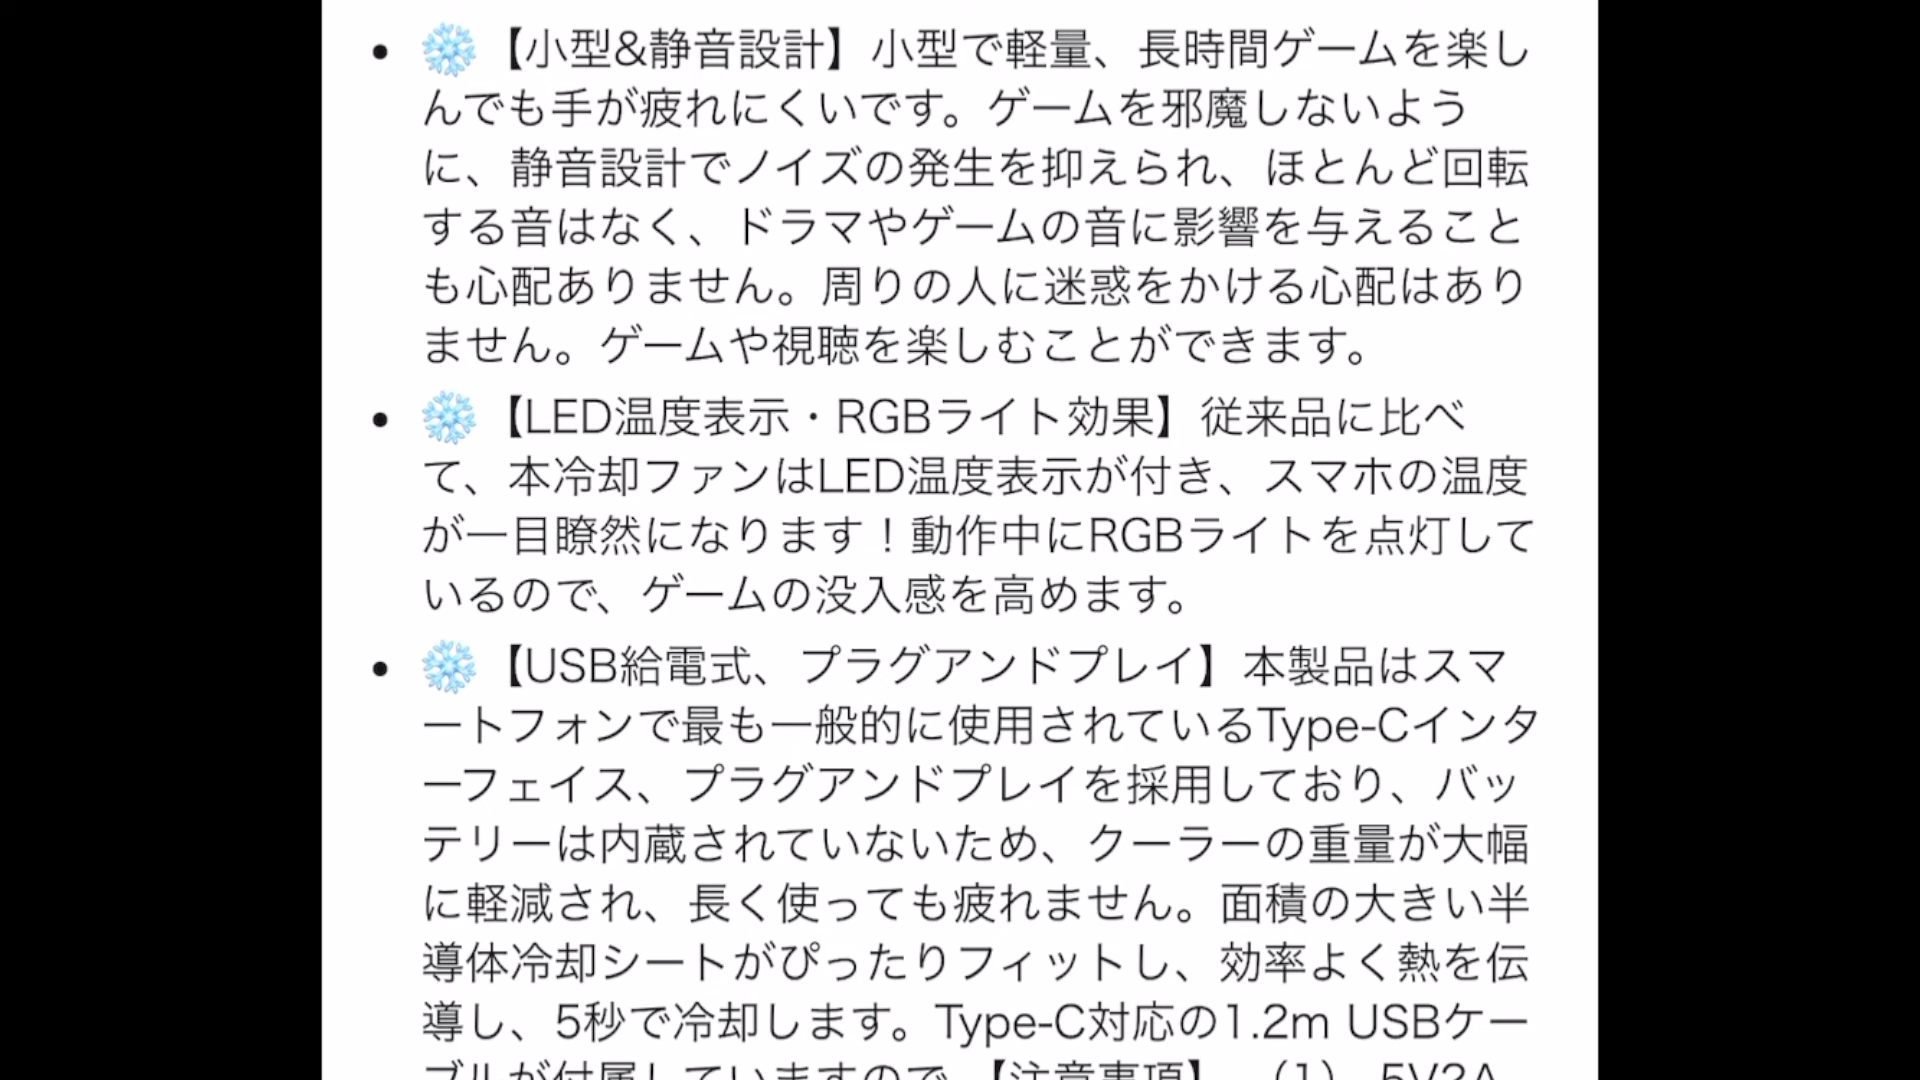 • ❄️【小型&静音設計】小型で軽量、長時間ゲームを楽し
んでも手が疲れにくいです。ゲームを邪魔しないよう
に、静音設計でノイズの発生を抑えられ、ほとんど回転
する音はなく、ドラマやゲームの音に影響を与えること
も心配ありません。周りの人に迷惑をかける心配はあり
ません。ゲームや視聴を楽しむことができます。
• ❄️【LED温度表示・RGBライト効果】従来品に比べ
て、本冷却ファンはLED温度表示が付き、スマホの温度
が一目瞭然になります！動作中にRGBライトを点灯して
いるので、ゲームの没入感を高めます。
• ❄️【USB給電式、プラグアンドプレイ】本製品はスマ
ートフォンで最も一般的に使用されているType-Cインタ
ーフェイス、プラグアンドプレイを採用しており、バッ
テリーは内蔵されていないため、クーラーの重量が大幅
に軽減され、長く使っても疲れません。面積の大きい半
導体冷却シートがぴったりフィットし、効率よく熱を伝
導し、5秒で冷却します。Type-C対応の1.2m USBケー
ブルが付属していますので、【注意事項】（1）